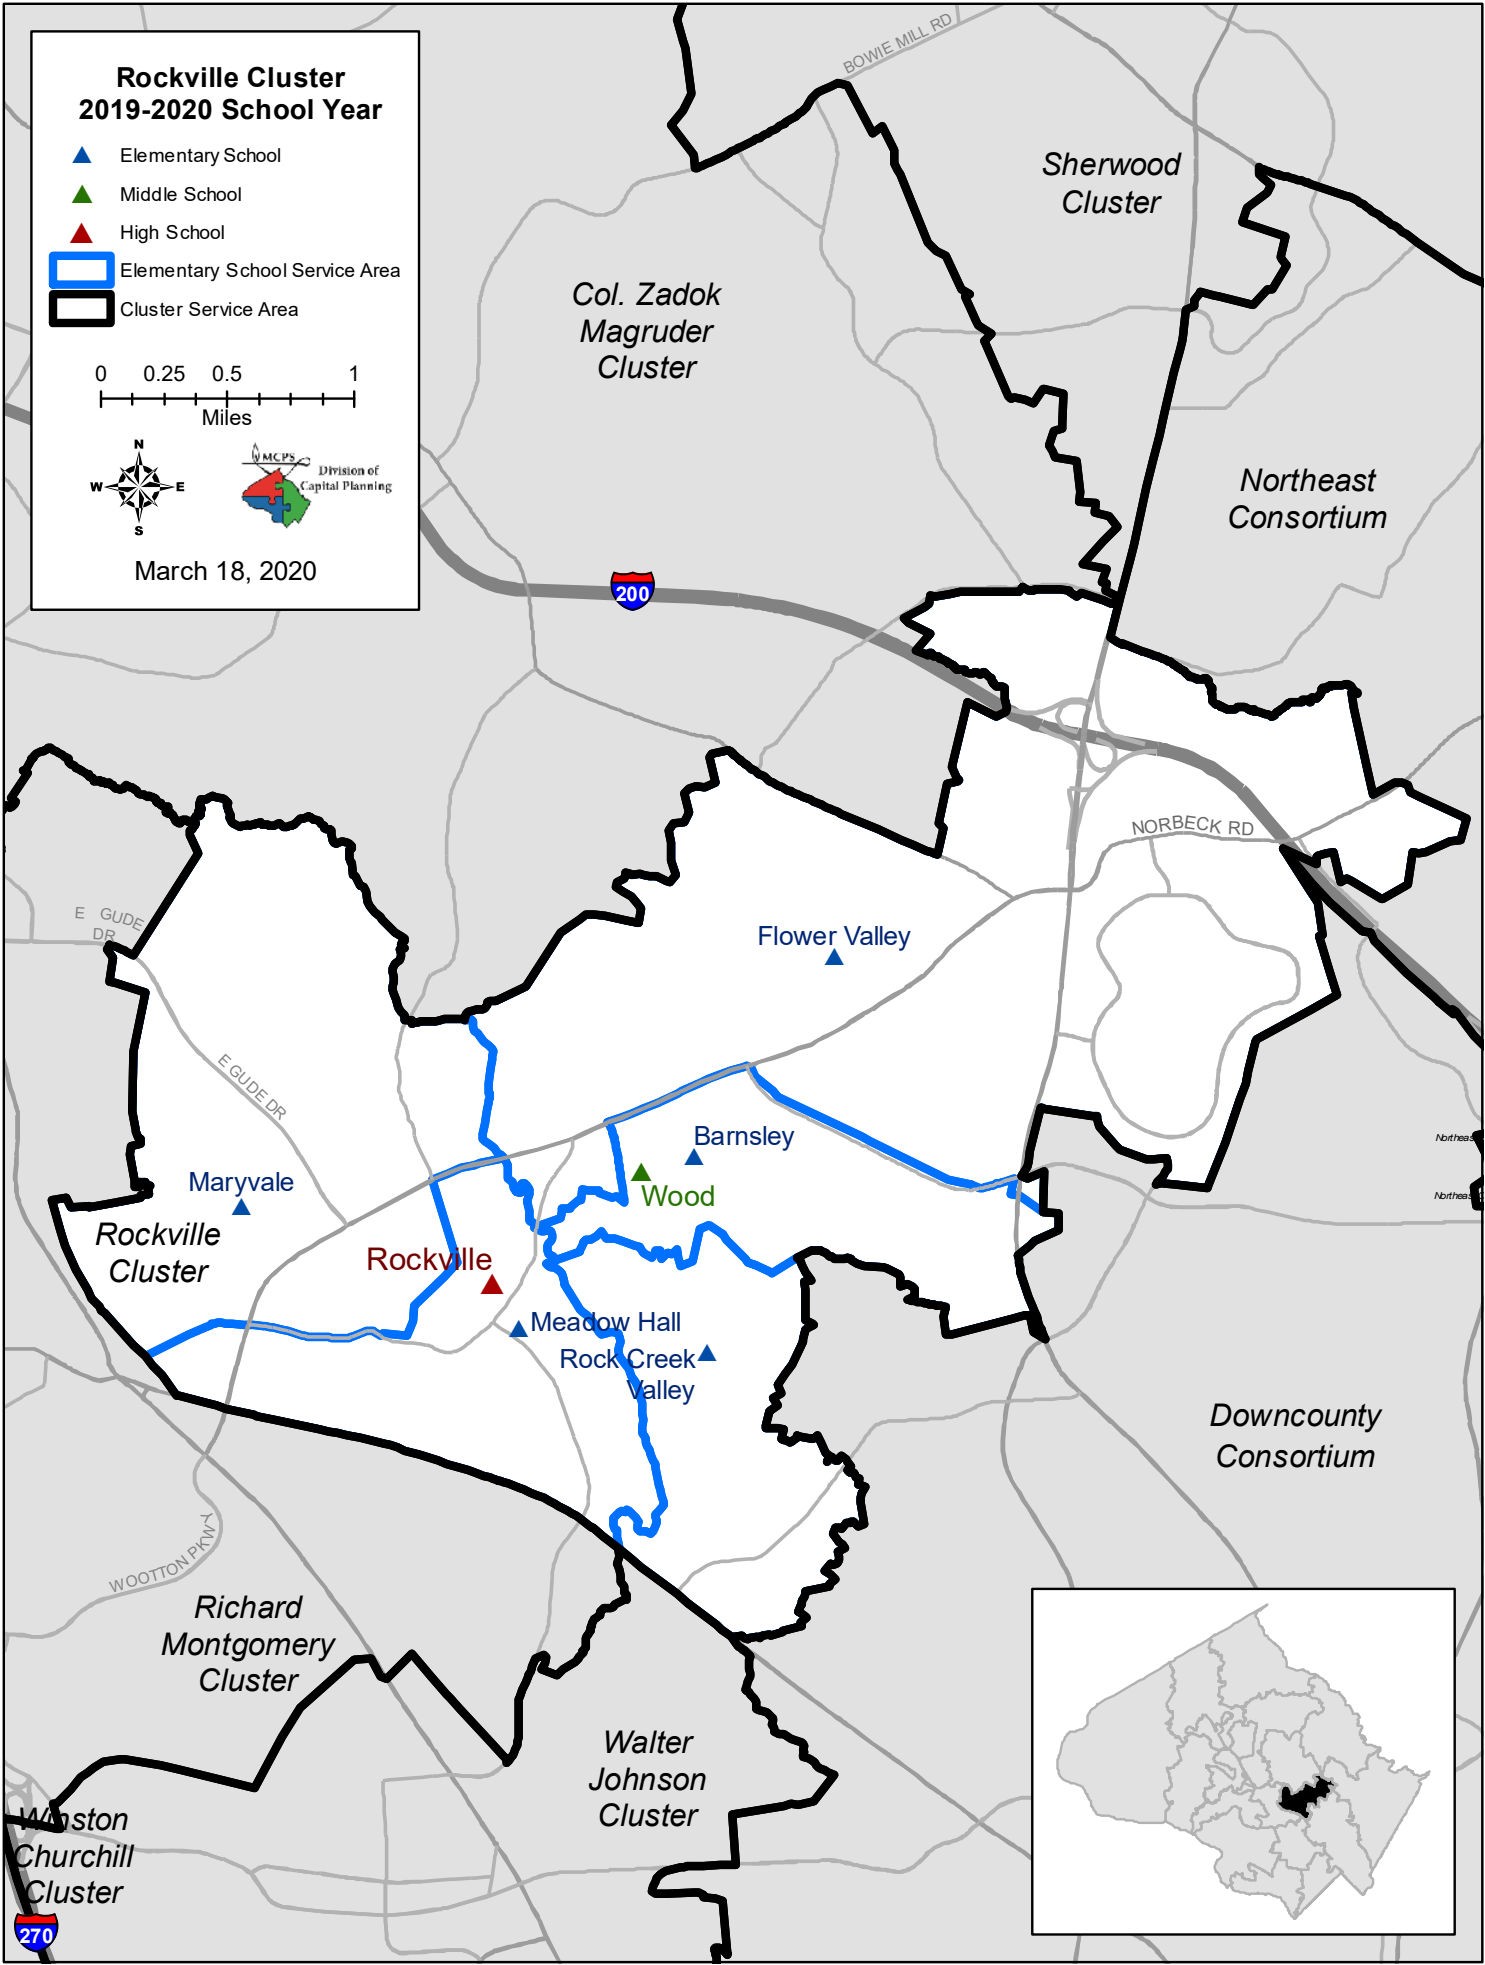 Rockville Cluster
2019-2020 School Year
Elementary School
Middle School
High School
Elementary School Service Area
Cluster Service Area
0 0.25 0.5 1
Miles
N
W E
S
MCPS
Division of
Capital Planning
March 18, 2020
BOWIE MILL RD
Sherwood
Cluster
Col. Zadok
Magruder
Cluster
Northeast
Consortium
200
NORBECK RD
E GUDE
DR
Flower Valley
E GUDE DR
Barnsley
Wood
Maryvale
Rockville
Cluster
Rockville
Meadow Hall
Rock Creek
Valley
Downcounty
Consortium
WOOTTON PKWY
Richard
Montgomery
Cluster
Walter
Johnson
Cluster
Winston
Churchill
Cluster
270